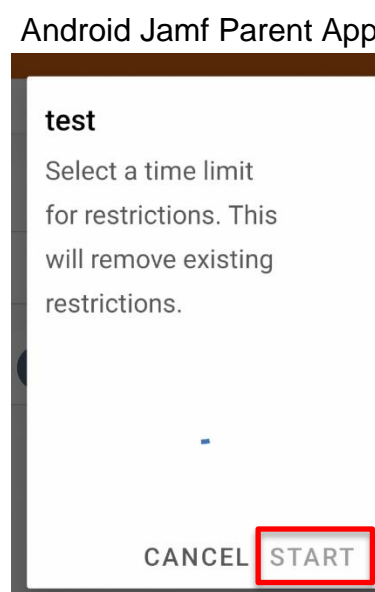 Android Jamf Parent App
test
Select a time limit
for restrictions. This
will remove existing
restrictions.
CANCEL START